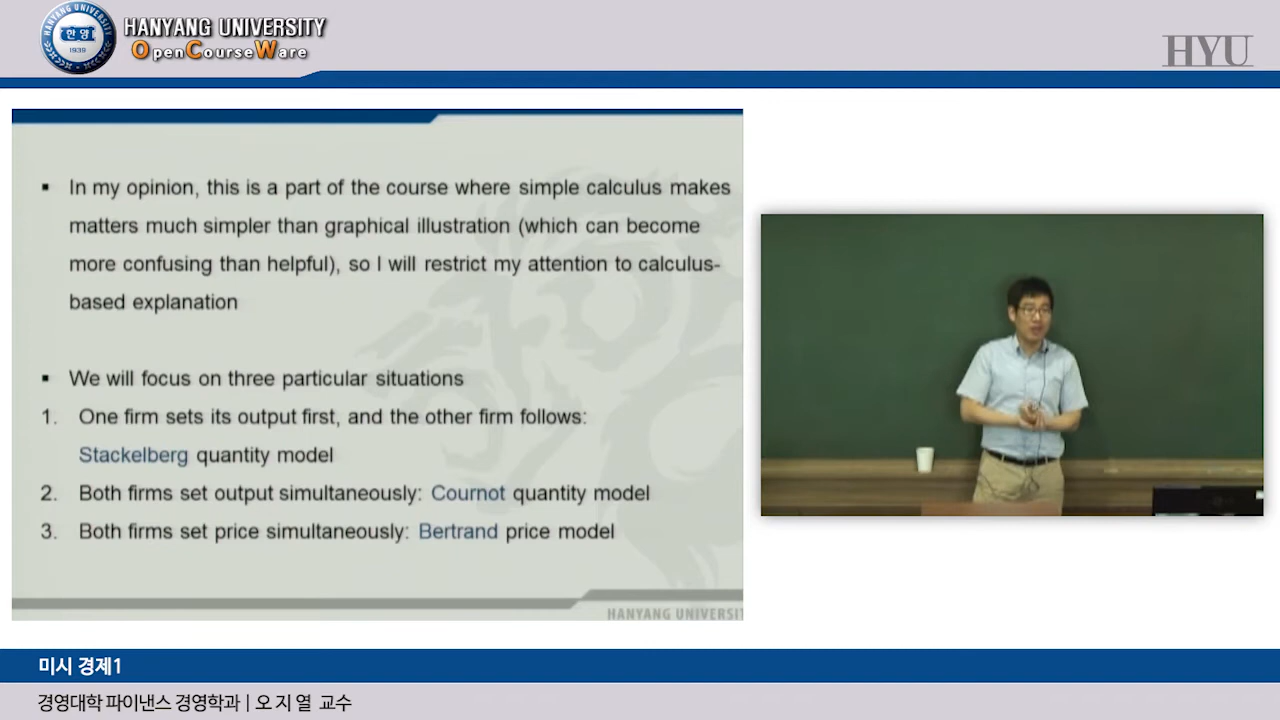 HANYANG UNIVERSITY
OpenCourseWare
한양
1939
HYU
▪ In my opinion, this is a part of the course where simple calculus makes
matters much simpler than graphical illustration (which can become
more confusing than helpful), so I will restrict my attention to calculus-
based explanation
▪ We will focus on three particular situations
1. One firm sets its output first, and the other firm follows:
Stackelberg quantity model
2. Both firms set output simultaneously: Cournot quantity model
3. Both firms set price simultaneously: Bertrand price model
HANYANG UNIVERSIT
미시 경제1
경영대학 파이낸스 경영학과 | 오 지 열 교수